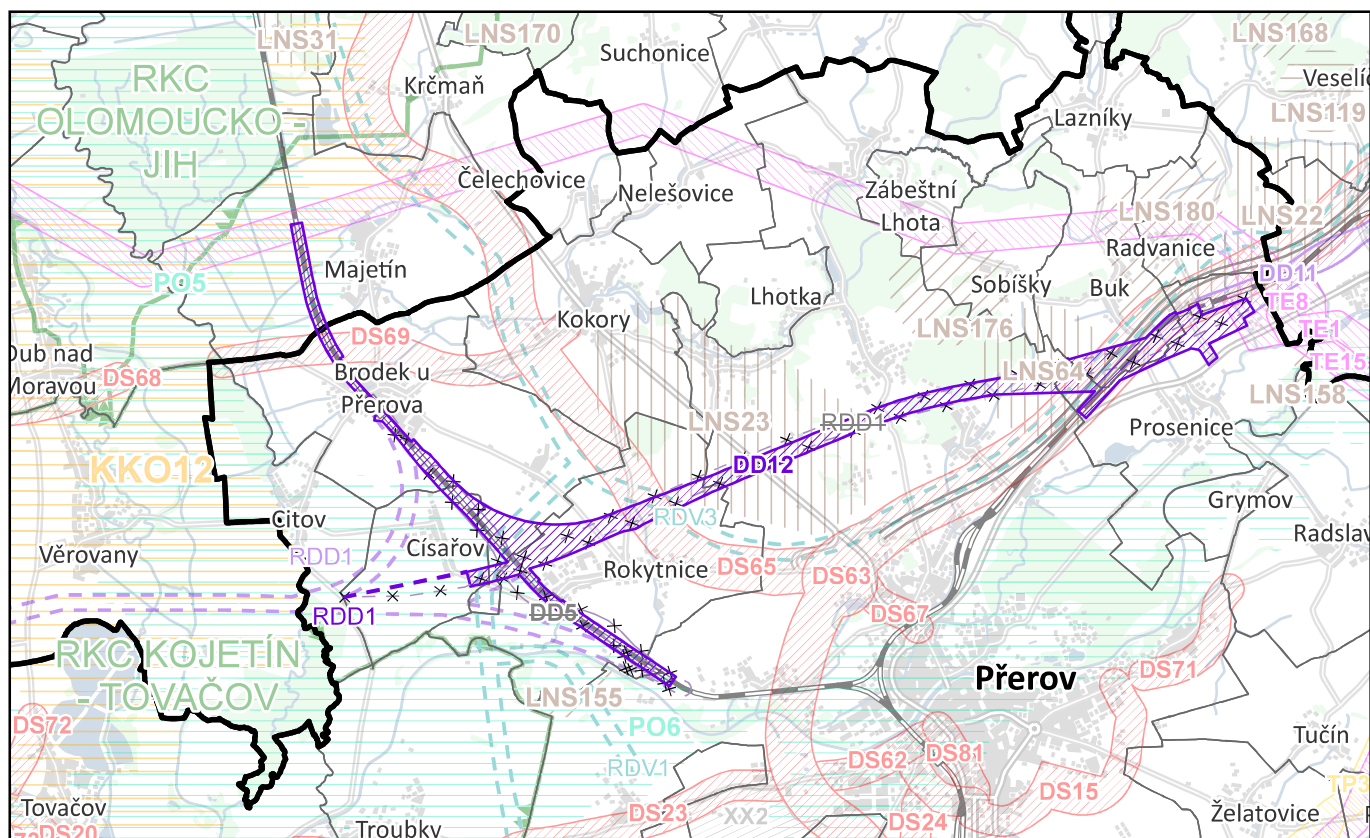 LNS31
LNS170
Suchonice
LNS168
RKC
OLOMOUCKO -
JIH
Krčmaň
Veselíč
LNS119
Lazníky
Čelechovice
Nelešovice
Zábeštní
Lhota
LNS180
LNS22
Radvanice
PO5
Majetín
Sobíšky
Buk
DD11
TE8
Lhotka
Kokory
LNS176
TE1
DS69
Dub nad
Moravou
DS68
Brodek u
Přerova
LNS64
TE15
LNS158
LNS23
RDD1
Prosenice
KKO12
DD12
Grymov
Citov
RDV3
Radslav
Věrovany
RDD1
Císařov
Rokytnice
DS65
DS63
RDD1
DD5
DS67
RKC KOJETÍN
- TOVAČOV
Přerov
DS71
LNS155
PO6
DS72
Tučín
DS62
DS81
RDV1
TP3
DS15
Tovačov
DS23
XX2
DS24
Želatovice
DS20
Troubky